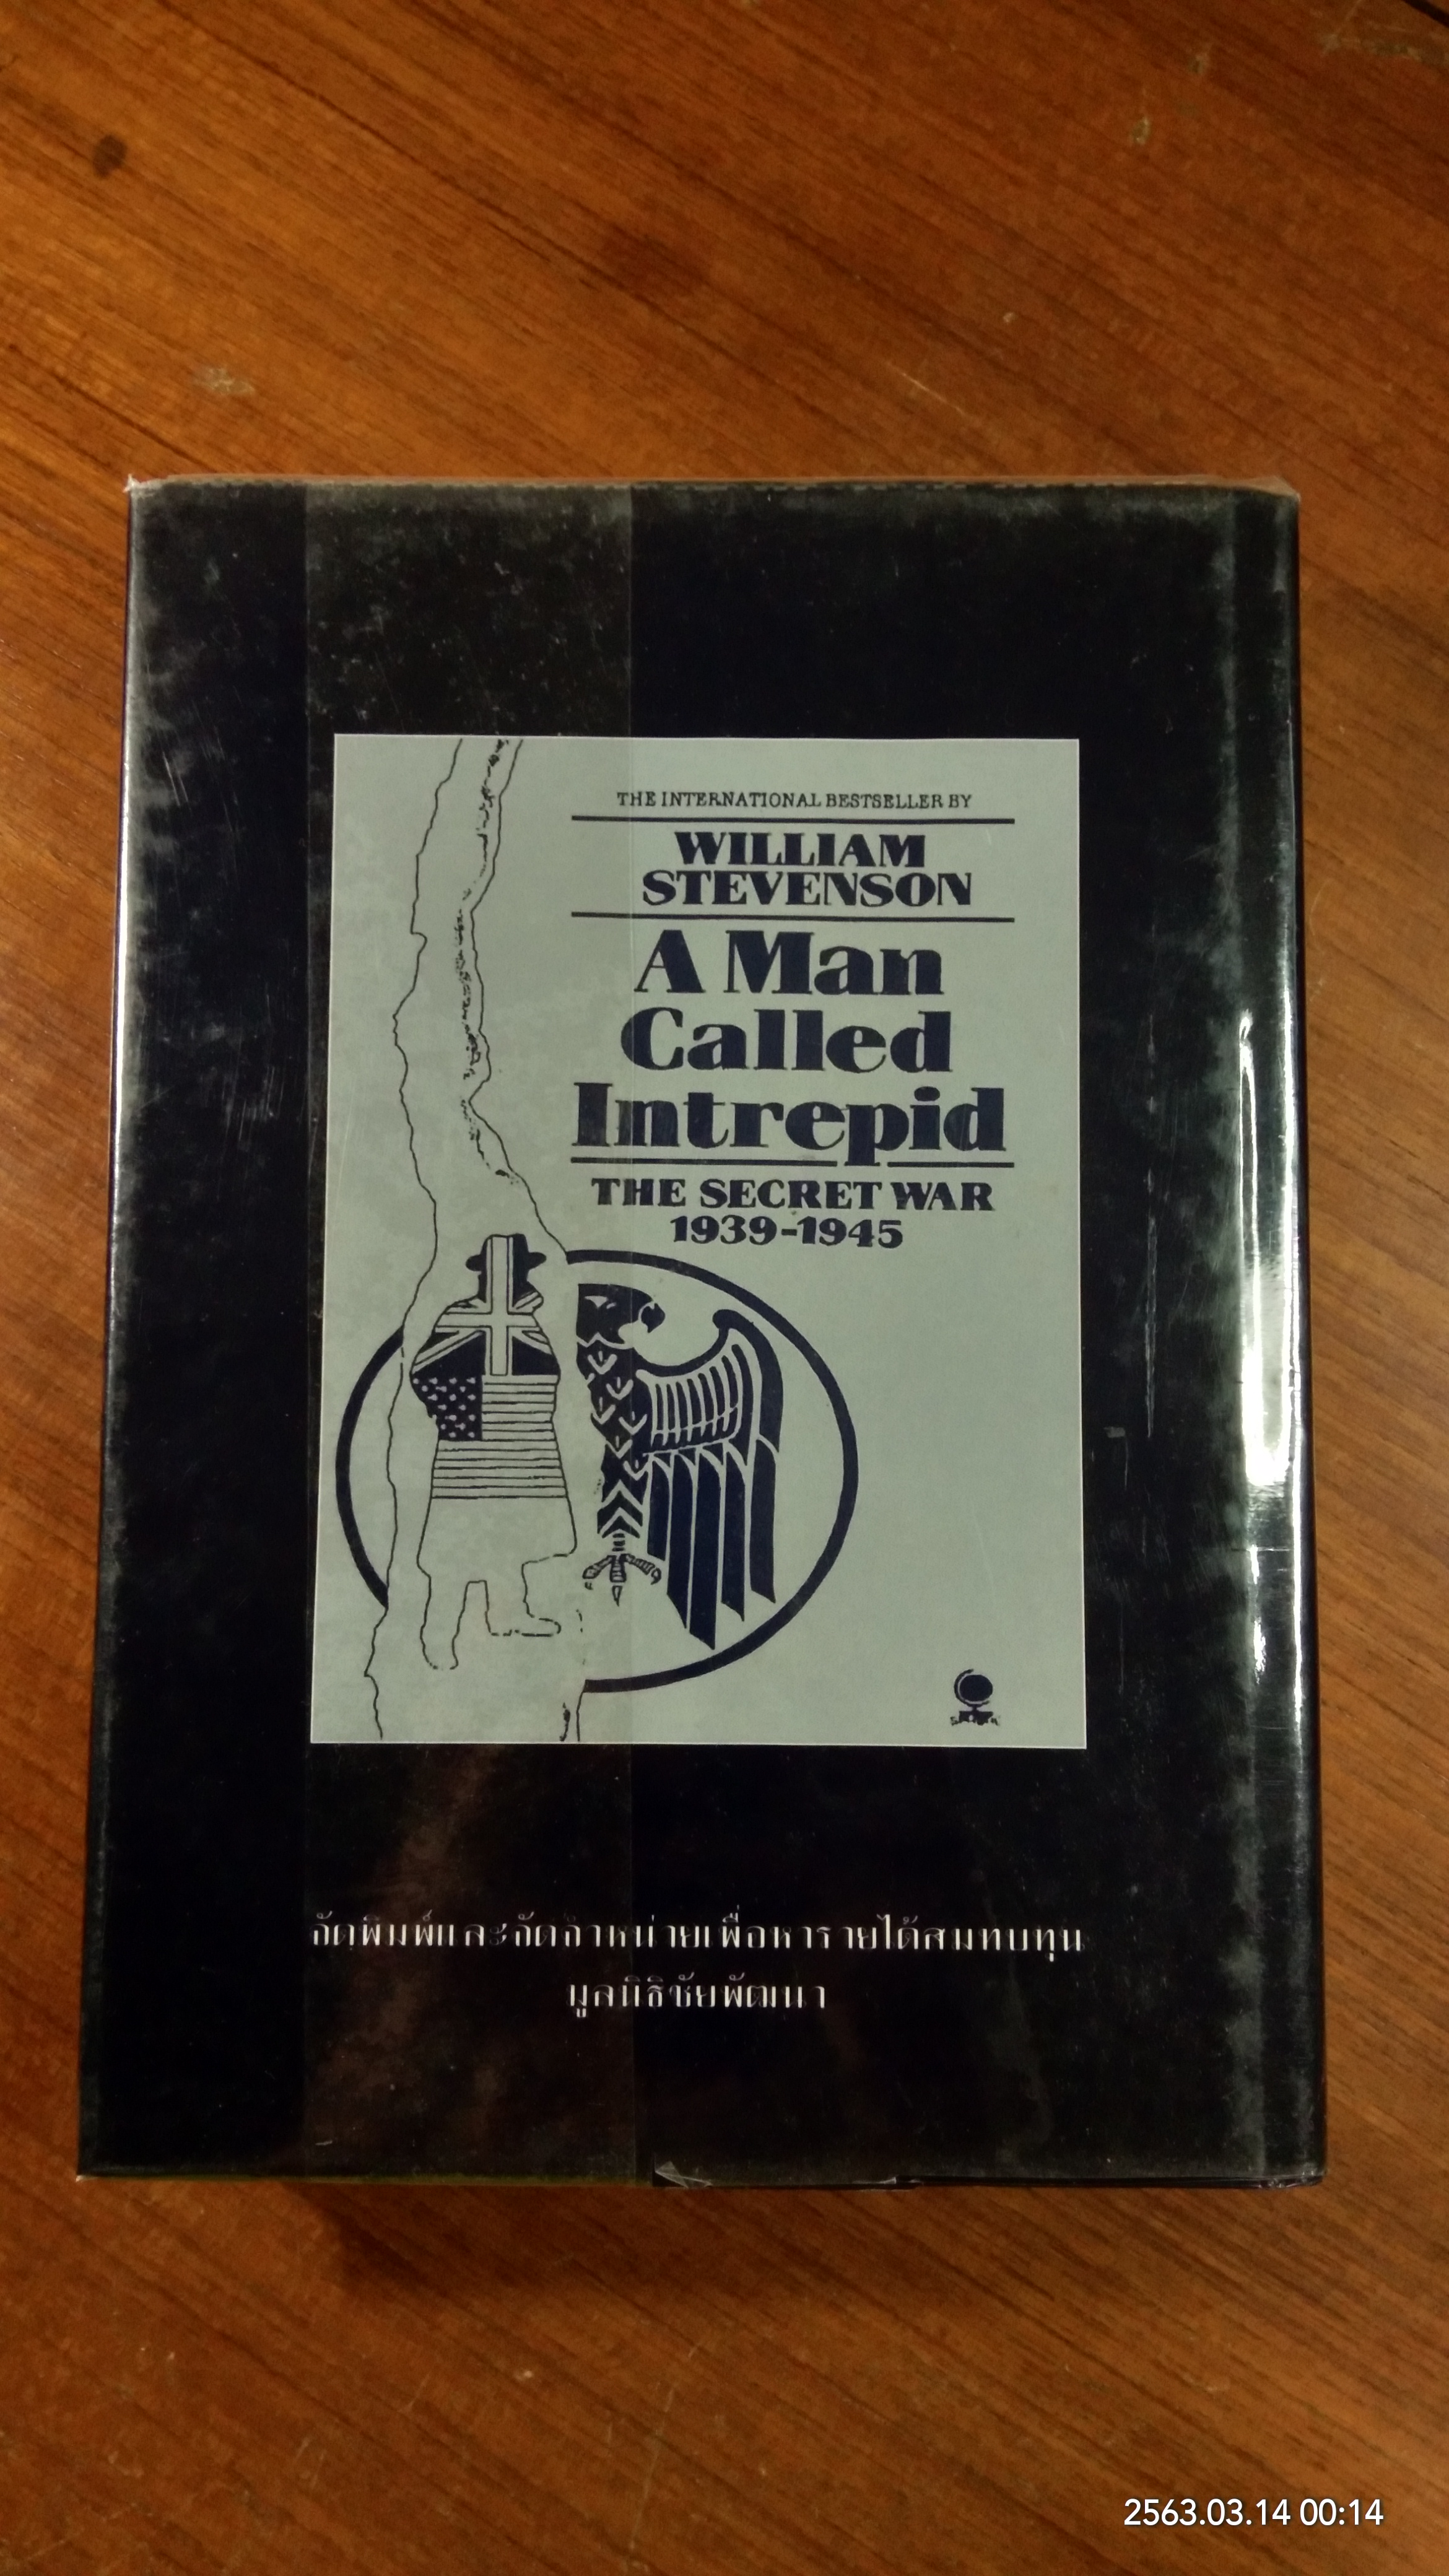 THE INTERNATIONAL BESTSELLER BY
WILLIAM
STEVENSON
A Man
Called
Intrepid
THE SECRET WAR
1939-1945
จัดพิมพ์และจัดจำหน่ายเพื่อหารายได้สมทบทุน
มูลนิธิชัยพัฒนา
2563.03.14 00:14